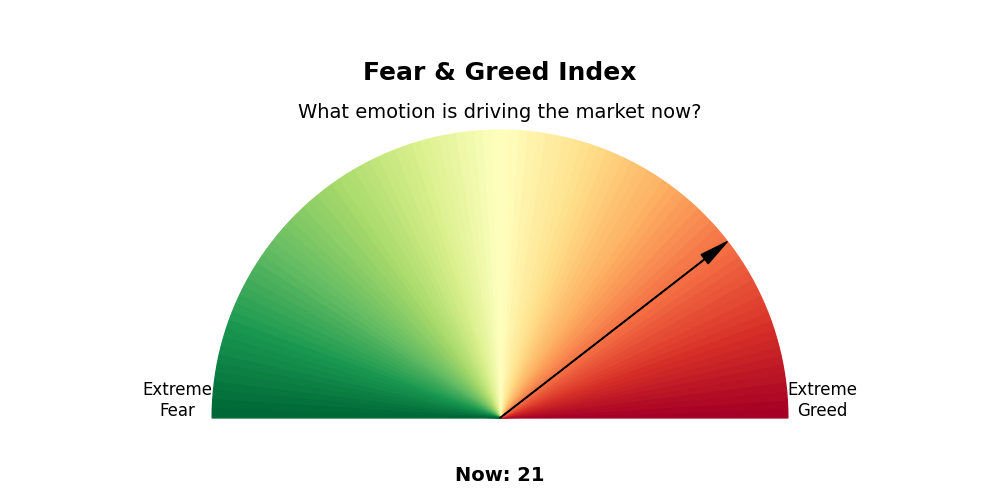 Fear & Greed Index
What emotion is driving the market now?
Extreme
Fear
Extreme
Greed
Now: 21